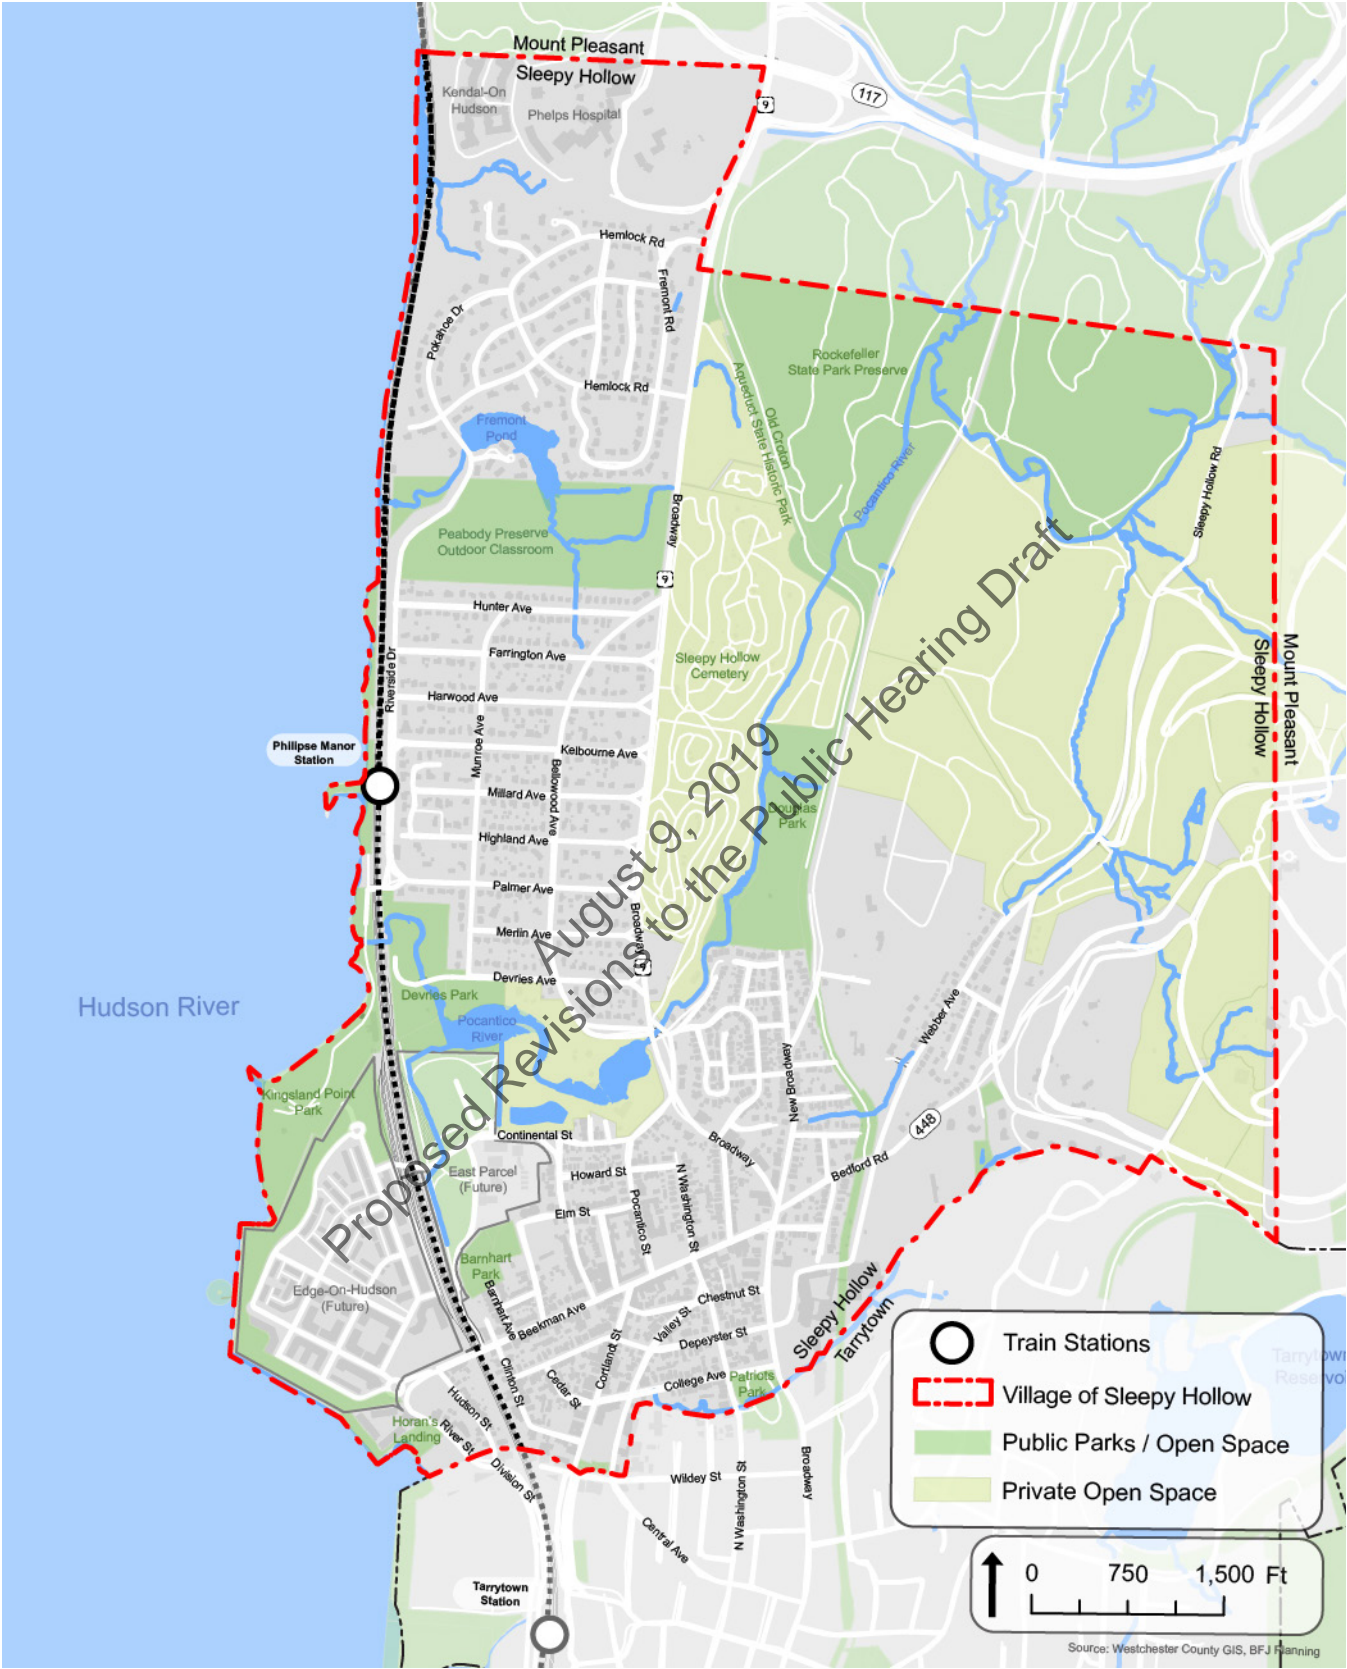 Mount Pleasant
Sleepy Hollow
Kendal-On
Hudson
Phelps Hospital
9
117
Hemlock Rd
Fremont Rd
Pokahoe Dr
Rockefeller
State Park Preserve
Hemlock Rd
Old Croton
Aqueduct State Historic Park
Fremont
Pond
Pocantico River
Sleepy Hollow Rd
Broadway
Peabody Preserve
Outdoor Classroom
9
Hunter Ave
Farrington Ave
Sleepy Hollow
Cemetery
Mount Pleasant
Sleepy Hollow
Riverside Dr
Harwood Ave
Munroe Ave
Kelbourne Ave
Philipse Manor
Station
Bellowood Ave
Millard Ave
Douglas
Park
Highland Ave
Palmer Ave
Broadway
Merlin Ave
9
Devries Ave
Devries Park
Hudson River
Pocantico
River
Webber Ave
New Broadway
Kingsland Point
Park
448
Continental St
Broadway
Bedford Rd
East Parcel
(Future)
Howard St
N Washington St
Elm St
Pocantico St
Barnhart
Park
Edge-On-Hudson
(Future)
Barnhart Ave
Beekman Ave
Chestnut St
Valley St
Depeyster St
Sleepy Hollow
Tarrytown
Cortlandt St
Clinton St
Cedar St
College Ave
Patriots
Park
Hudson St
Horan's
Landing
River St
Division St
Wildey St
N Washington St
Broadway
Central Ave
Tarrytown
Station
August 9, 2019
Proposed Revisions to the Public Hearing Draft
Train Stations
Village of Sleepy Hollow
Public Parks / Open Space
Private Open Space
Tarrytown
Reservoi
0 750 1,500 Ft
Source: Westchester County GIS, BFJ Planning